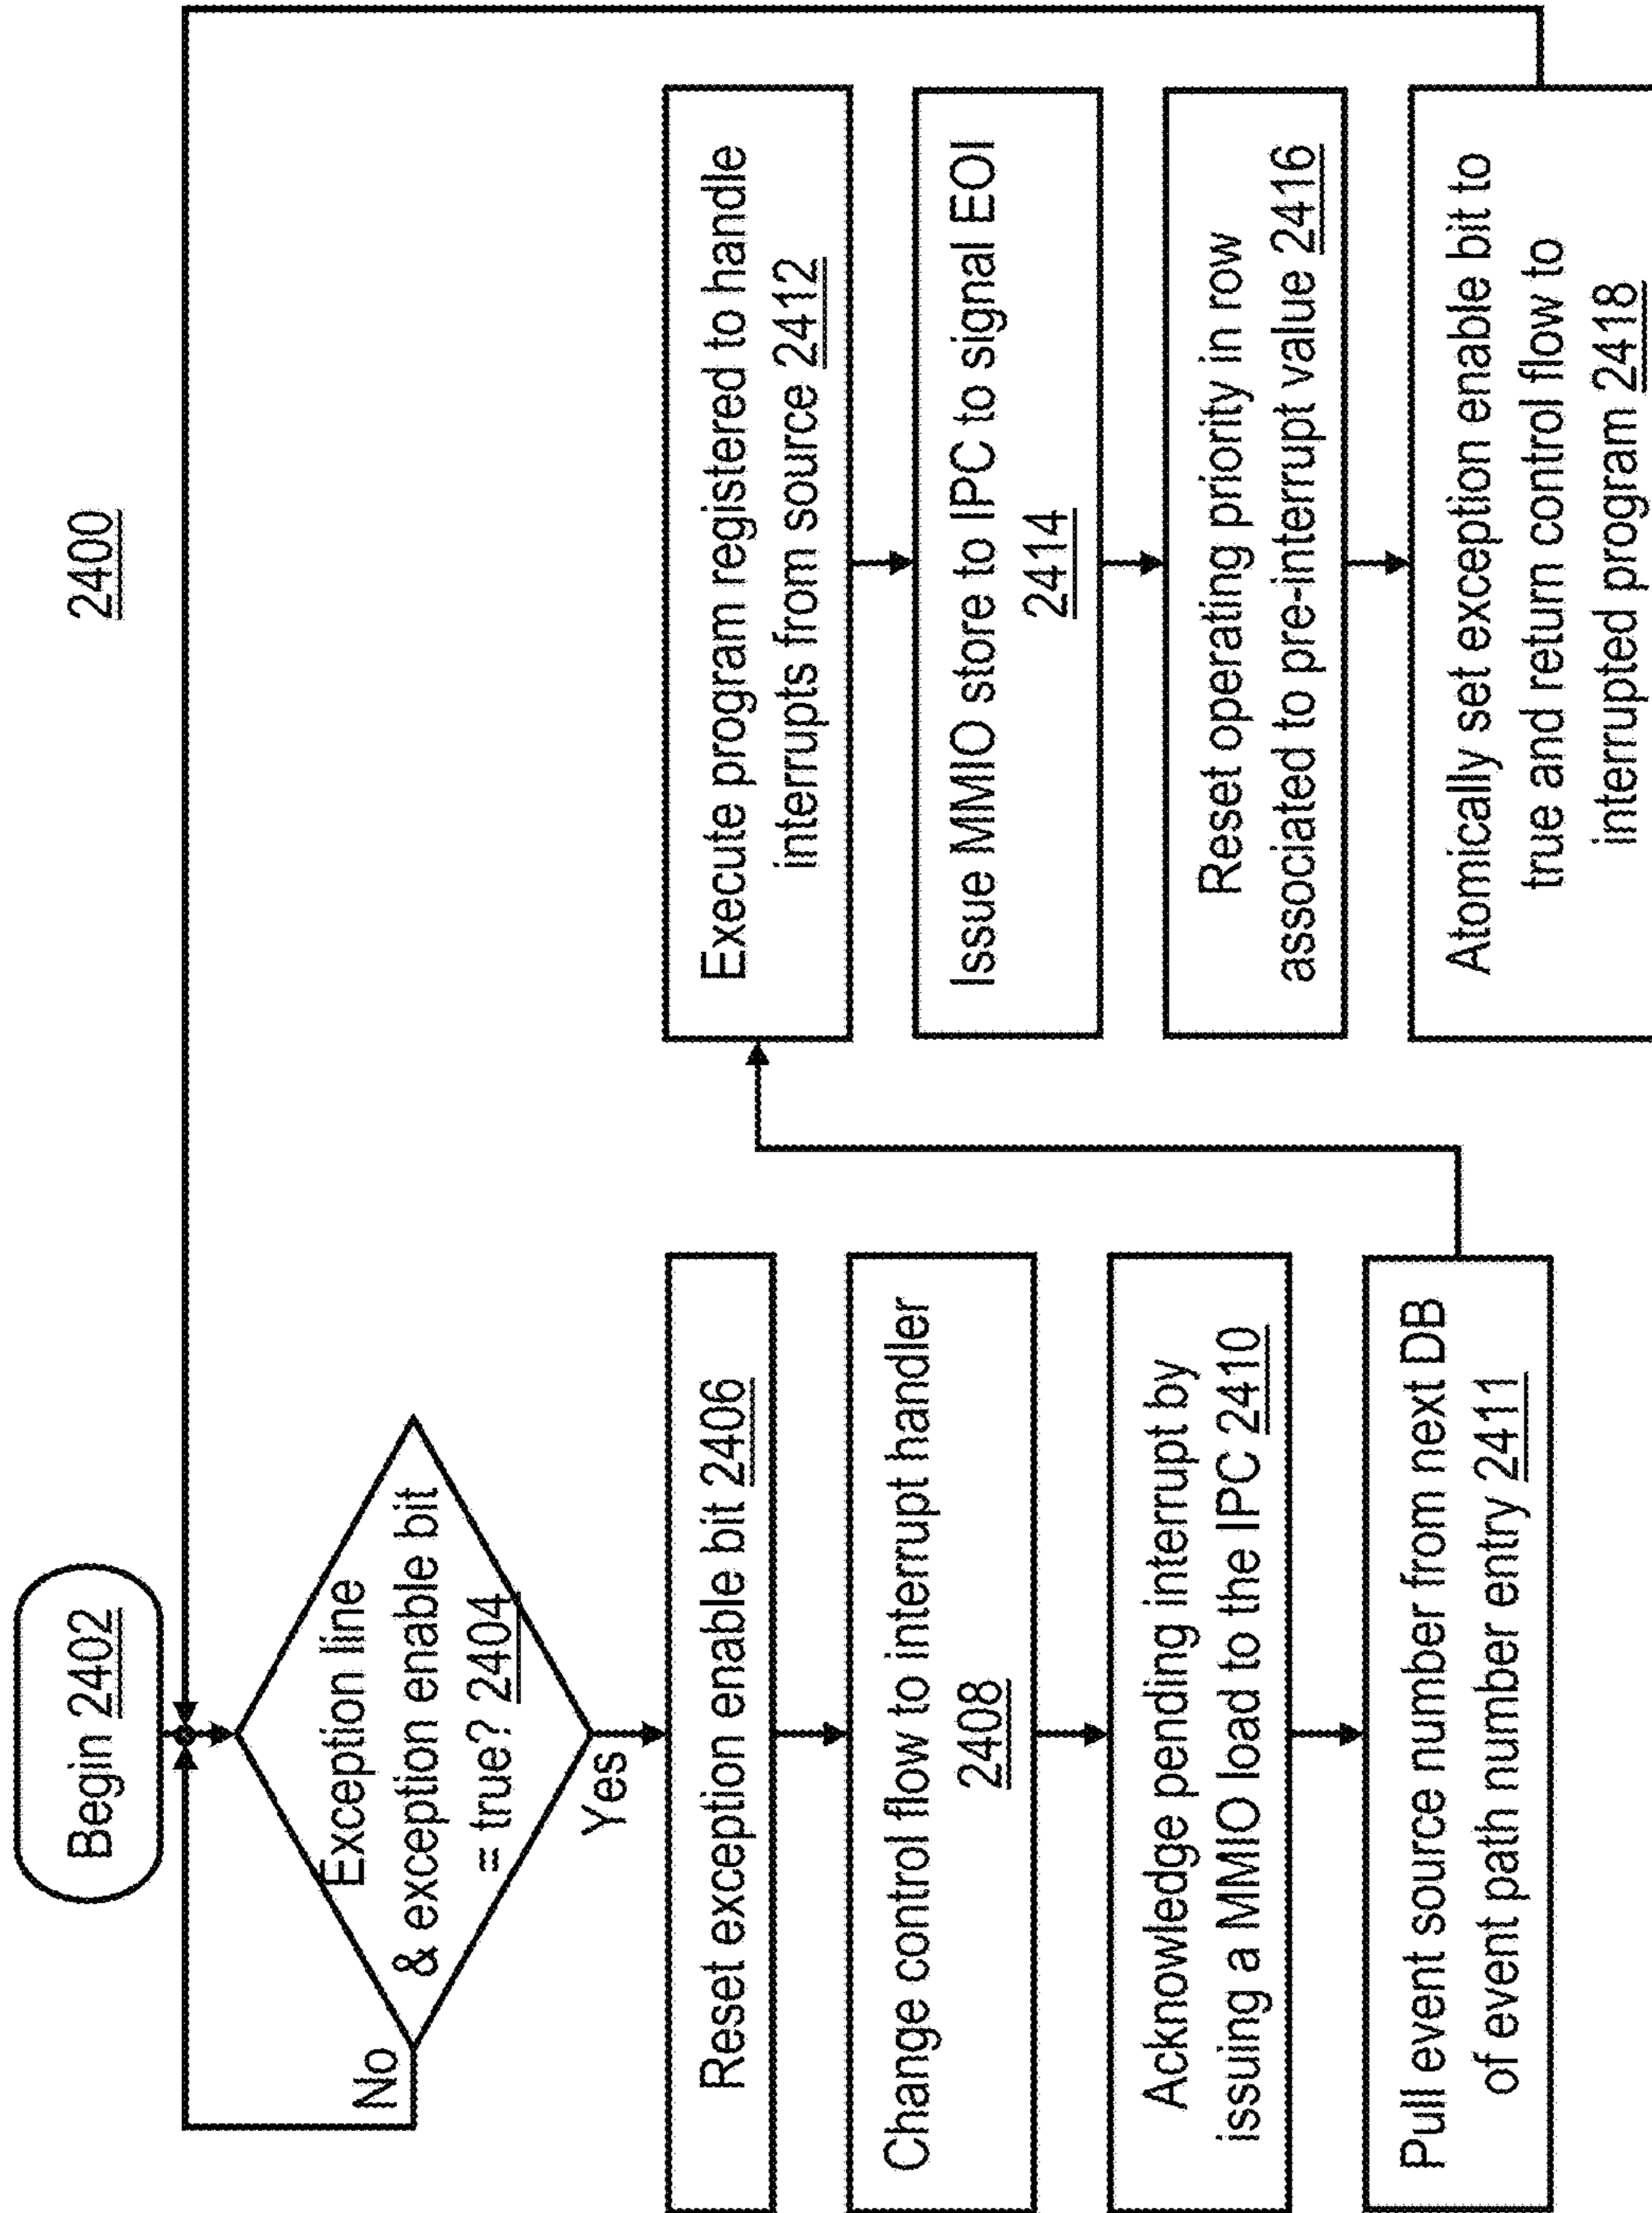 2400
Begin 2402
Exception line
& exception enable bit
= true? 2404
No
Yes
Reset exception enable bit 2406
Change control flow to interrupt handler
2408
Acknowledge pending interrupt by
issuing a MMIO load to the IPC 2410
Pull event source number from next DB
of event path number entry 2411
Execute program registered to handle
interrupts from source 2412
Issue MMIO store to IPC to signal EOI
2414
Reset operating priority in row
associated to pre-interrupt value 2416
Atomically set exception enable bit to
true and return control flow to
interrupted program 2418